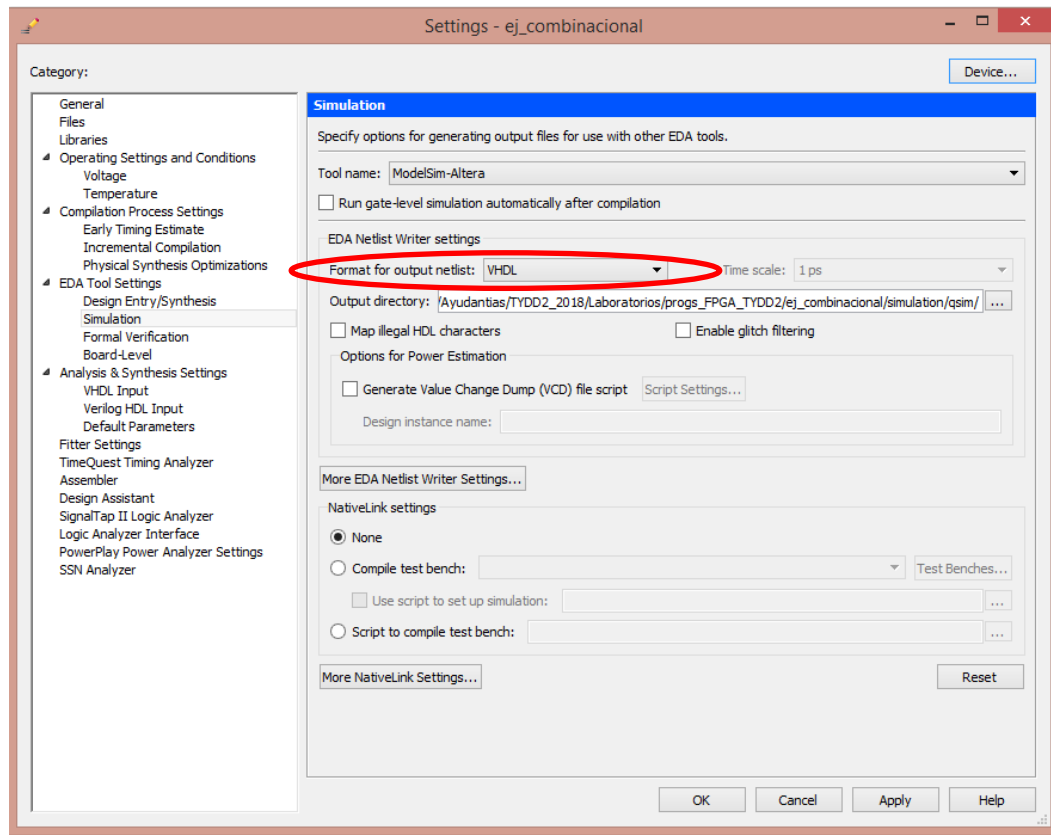 Settings - ej_combinacional
Category:
Device...
General
Files
Libraries
Operating Settings and Conditions
Voltage
Temperature
Compilation Process Settings
Early Timing Estimate
Incremental Compilation
Physical Synthesis Optimizations
EDA Tool Settings
Design Entry/Synthesis
Simulation
Formal Verification
Board-Level
Analysis & Synthesis Settings
VHDL Input
Verilog HDL Input
Default Parameters
Fitter Settings
TimeQuest Timing Analyzer
Assembler
Design Assistant
SignalTap II Logic Analyzer
Logic Analyzer Interface
PowerPlay Power Analyzer Settings
SSN Analyzer
Simulation
Specify options for generating output files for use with other EDA tools.
Tool name: ModelSim-Altera
Run gate-level simulation automatically after compilation
EDA Netlist Writer settings
Format for output netlist: VHDL Time scale: 1 ps
Output directory: /Ayudantias/TYDD2_2018/Laboratorios/progs_FPGA_TYDD2/ej_combinacional/simulation/qsim/ ...
Map illegal HDL characters Enable glitch filtering
Options for Power Estimation
Generate Value Change Dump (VCD) file script Script Settings...
Design instance name:
More EDA Netlist Writer Settings...
NativeLink settings
None
Compile test bench: Test Benches...
Use script to set up simulation: ...
Script to compile test bench: ...
More NativeLink Settings... Reset
OK Cancel Apply Help